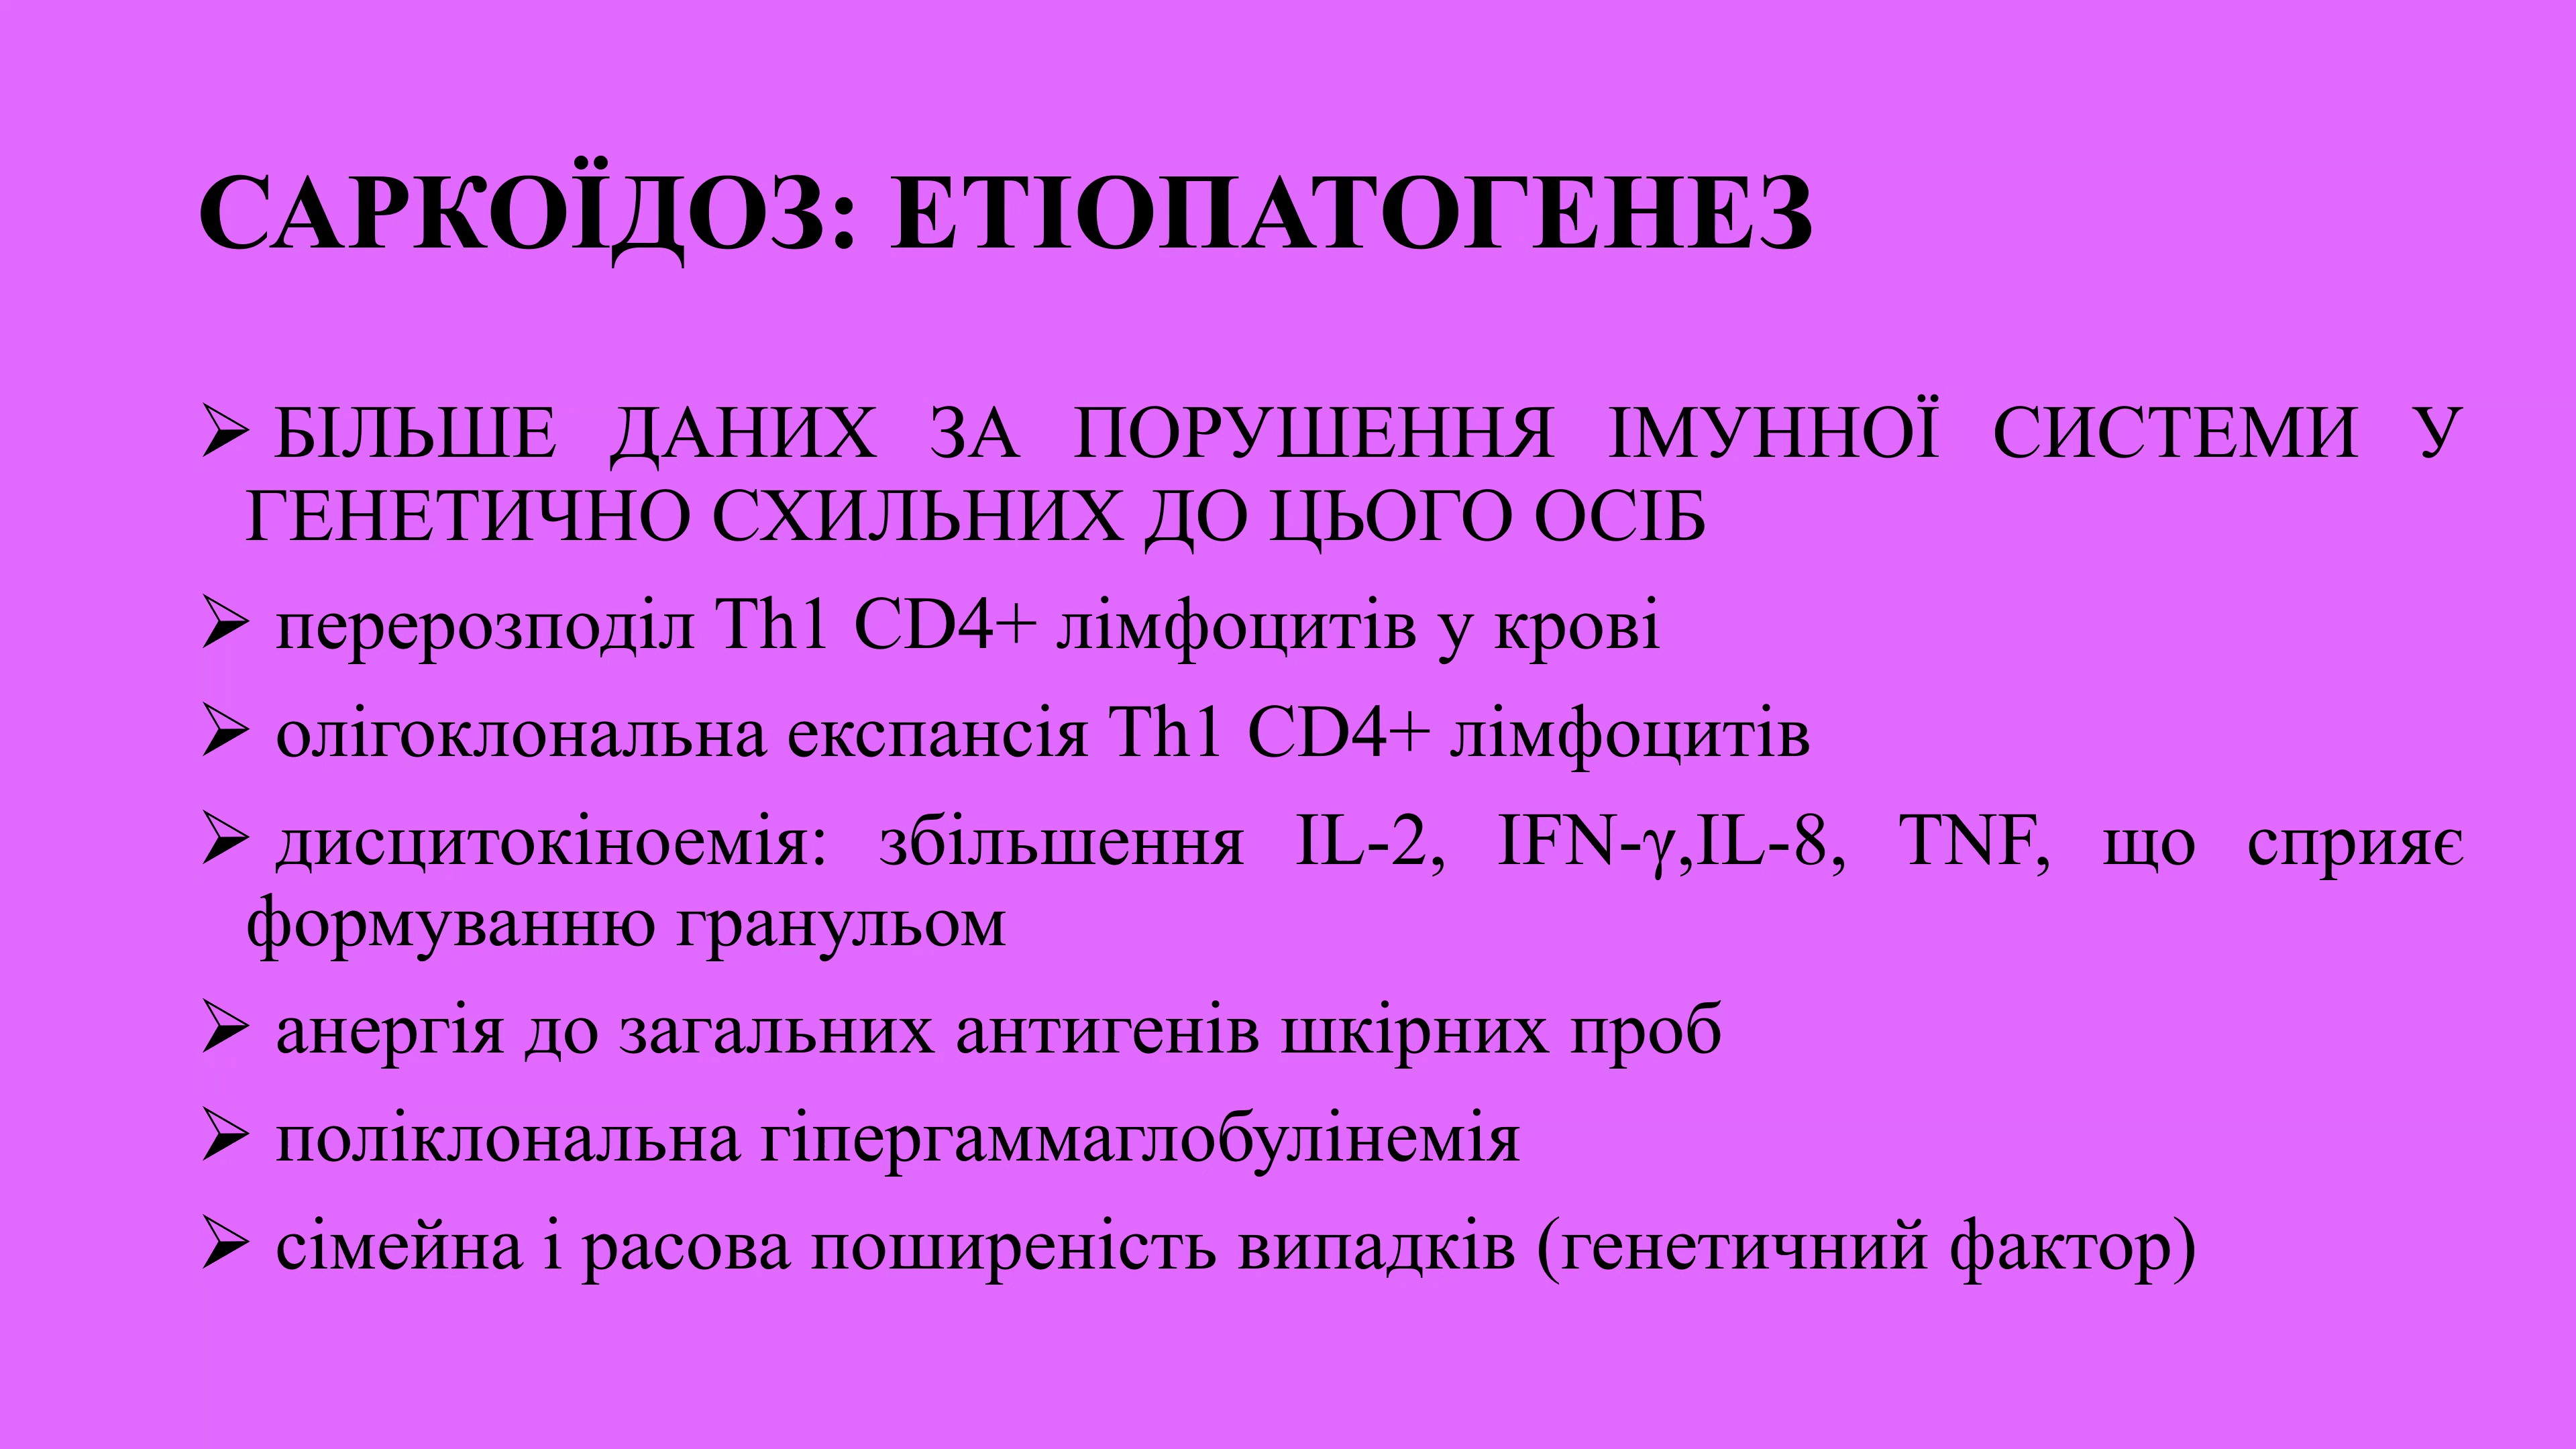 САРКОЇДОЗ: ЕТІОПАТОГЕНЕЗ
➢ БІЛЬШЕ ДАНИХ ЗА ПОРУШЕННЯ ІМУННОЇ СИСТЕМИ У
ГЕНЕТИЧНО СХИЛЬНИХ ДО ЦЬОГО ОСІБ
➢ перерозподіл Th1 CD4+ лімфоцитів у крові
➢ олігоклональна експансія Th1 CD4+ лімфоцитів
➢ дисцитокіноемія: збільшення IL-2, IFN-γ,IL-8, TNF, що сприяє
формуванню гранульом
➢ анергія до загальних антигенів шкірних проб
➢ поліклональна гіпергаммаглобулінемія
➢ сімейна і расова поширеність випадків (генетичний фактор)